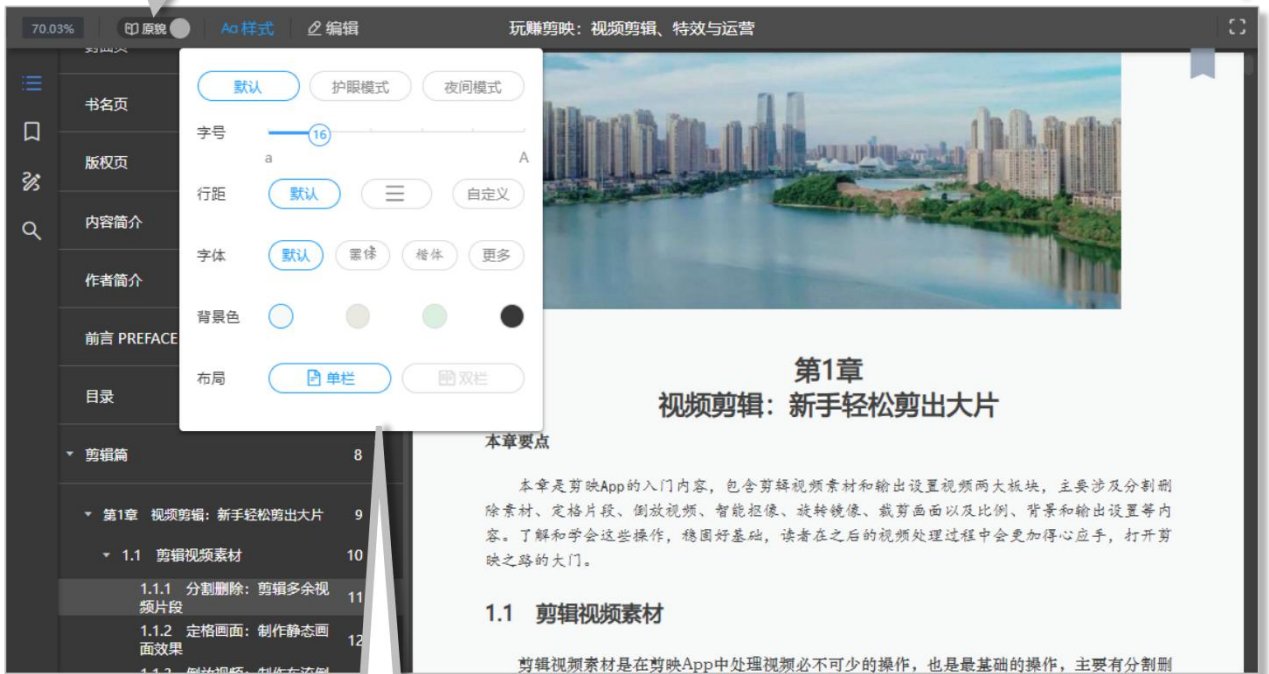 70.03%
原貌
Aa 样式
编辑
玩赚剪映：视频剪辑、特效与运营
封面页
书名页
版权页
内容简介
作者简介
前言 PREFACE
目录
剪辑篇 8
第1章 视频剪辑：新手轻松剪出大片 9
1.1 剪辑视频素材 10
1.1.1 分割删除：剪辑多余视
频片段 11
1.1.2 定格画面：制作静态画
面效果 12
默认 护眼模式 夜间模式
字号 16
a A
行距 默认 自定义
字体 默认 黑体 楷体 更多
背景色
布局 单栏 双栏
第1章
视频剪辑：新手轻松剪出大片
本章要点
本章是剪映App的入门内容，包含剪辑视频素材和输出设置视频两大板块，主要涉及分割删
除素材、定格片段、倒放视频、智能抠像、旋转镜像、裁剪画面以及比例、背景和输出设置等内
容。了解和学会这些操作，稳固好基础，读者在之后的视频处理过程中会更加得心应手，打开剪
映之路的大门。
1.1 剪辑视频素材
剪辑视频素材是在剪映App中处理视频必不可少的操作，也是最基础的操作，主要有分割删